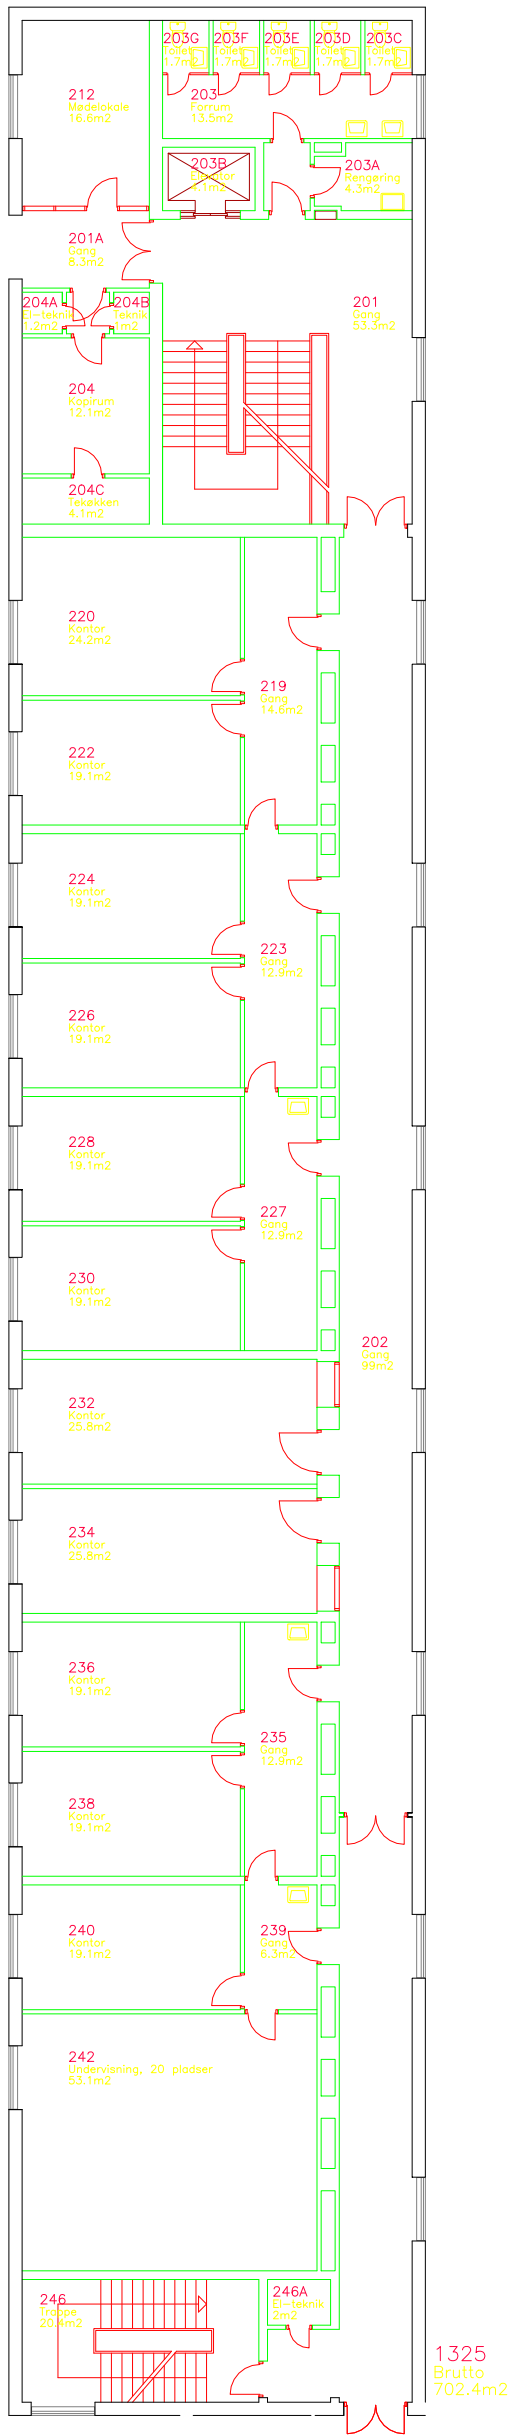 203G
Toilet
1.7m2
203F
Toilet
1.7m2
203E
Toilet
1.7m2
203D
Toilet
1.7m2
203C
Toilet
1.7m2
212
Mødelokale
16.6m2
203
Forrum
13.5m2
203B
Elevator
4.1m2
203A
Rengøring
4.3m2
201A
Gang
8.3m2
204A
El-teknik
1.2m2
204B
Teknik
1m2
201
Gang
53.3m2
204
Kopirum
12.1m2
204C
Tekøkken
4.1m2
220
Kontor
24.2m2
219
Gang
14.6m2
222
Kontor
19.1m2
224
Kontor
19.1m2
223
Gang
12.9m2
226
Kontor
19.1m2
228
Kontor
19.1m2
227
Gang
12.9m2
230
Kontor
19.1m2
202
Gang
99m2
232
Kontor
25.8m2
234
Kontor
25.8m2
236
Kontor
19.1m2
235
Gang
12.9m2
238
Kontor
19.1m2
240
Kontor
19.1m2
239
Gang
6.3m2
242
Undervisning, 20 pladser
53.1m2
246
Trappe
20.4m2
246A
El-teknik
2m2
1325
Brutto
702.4m2